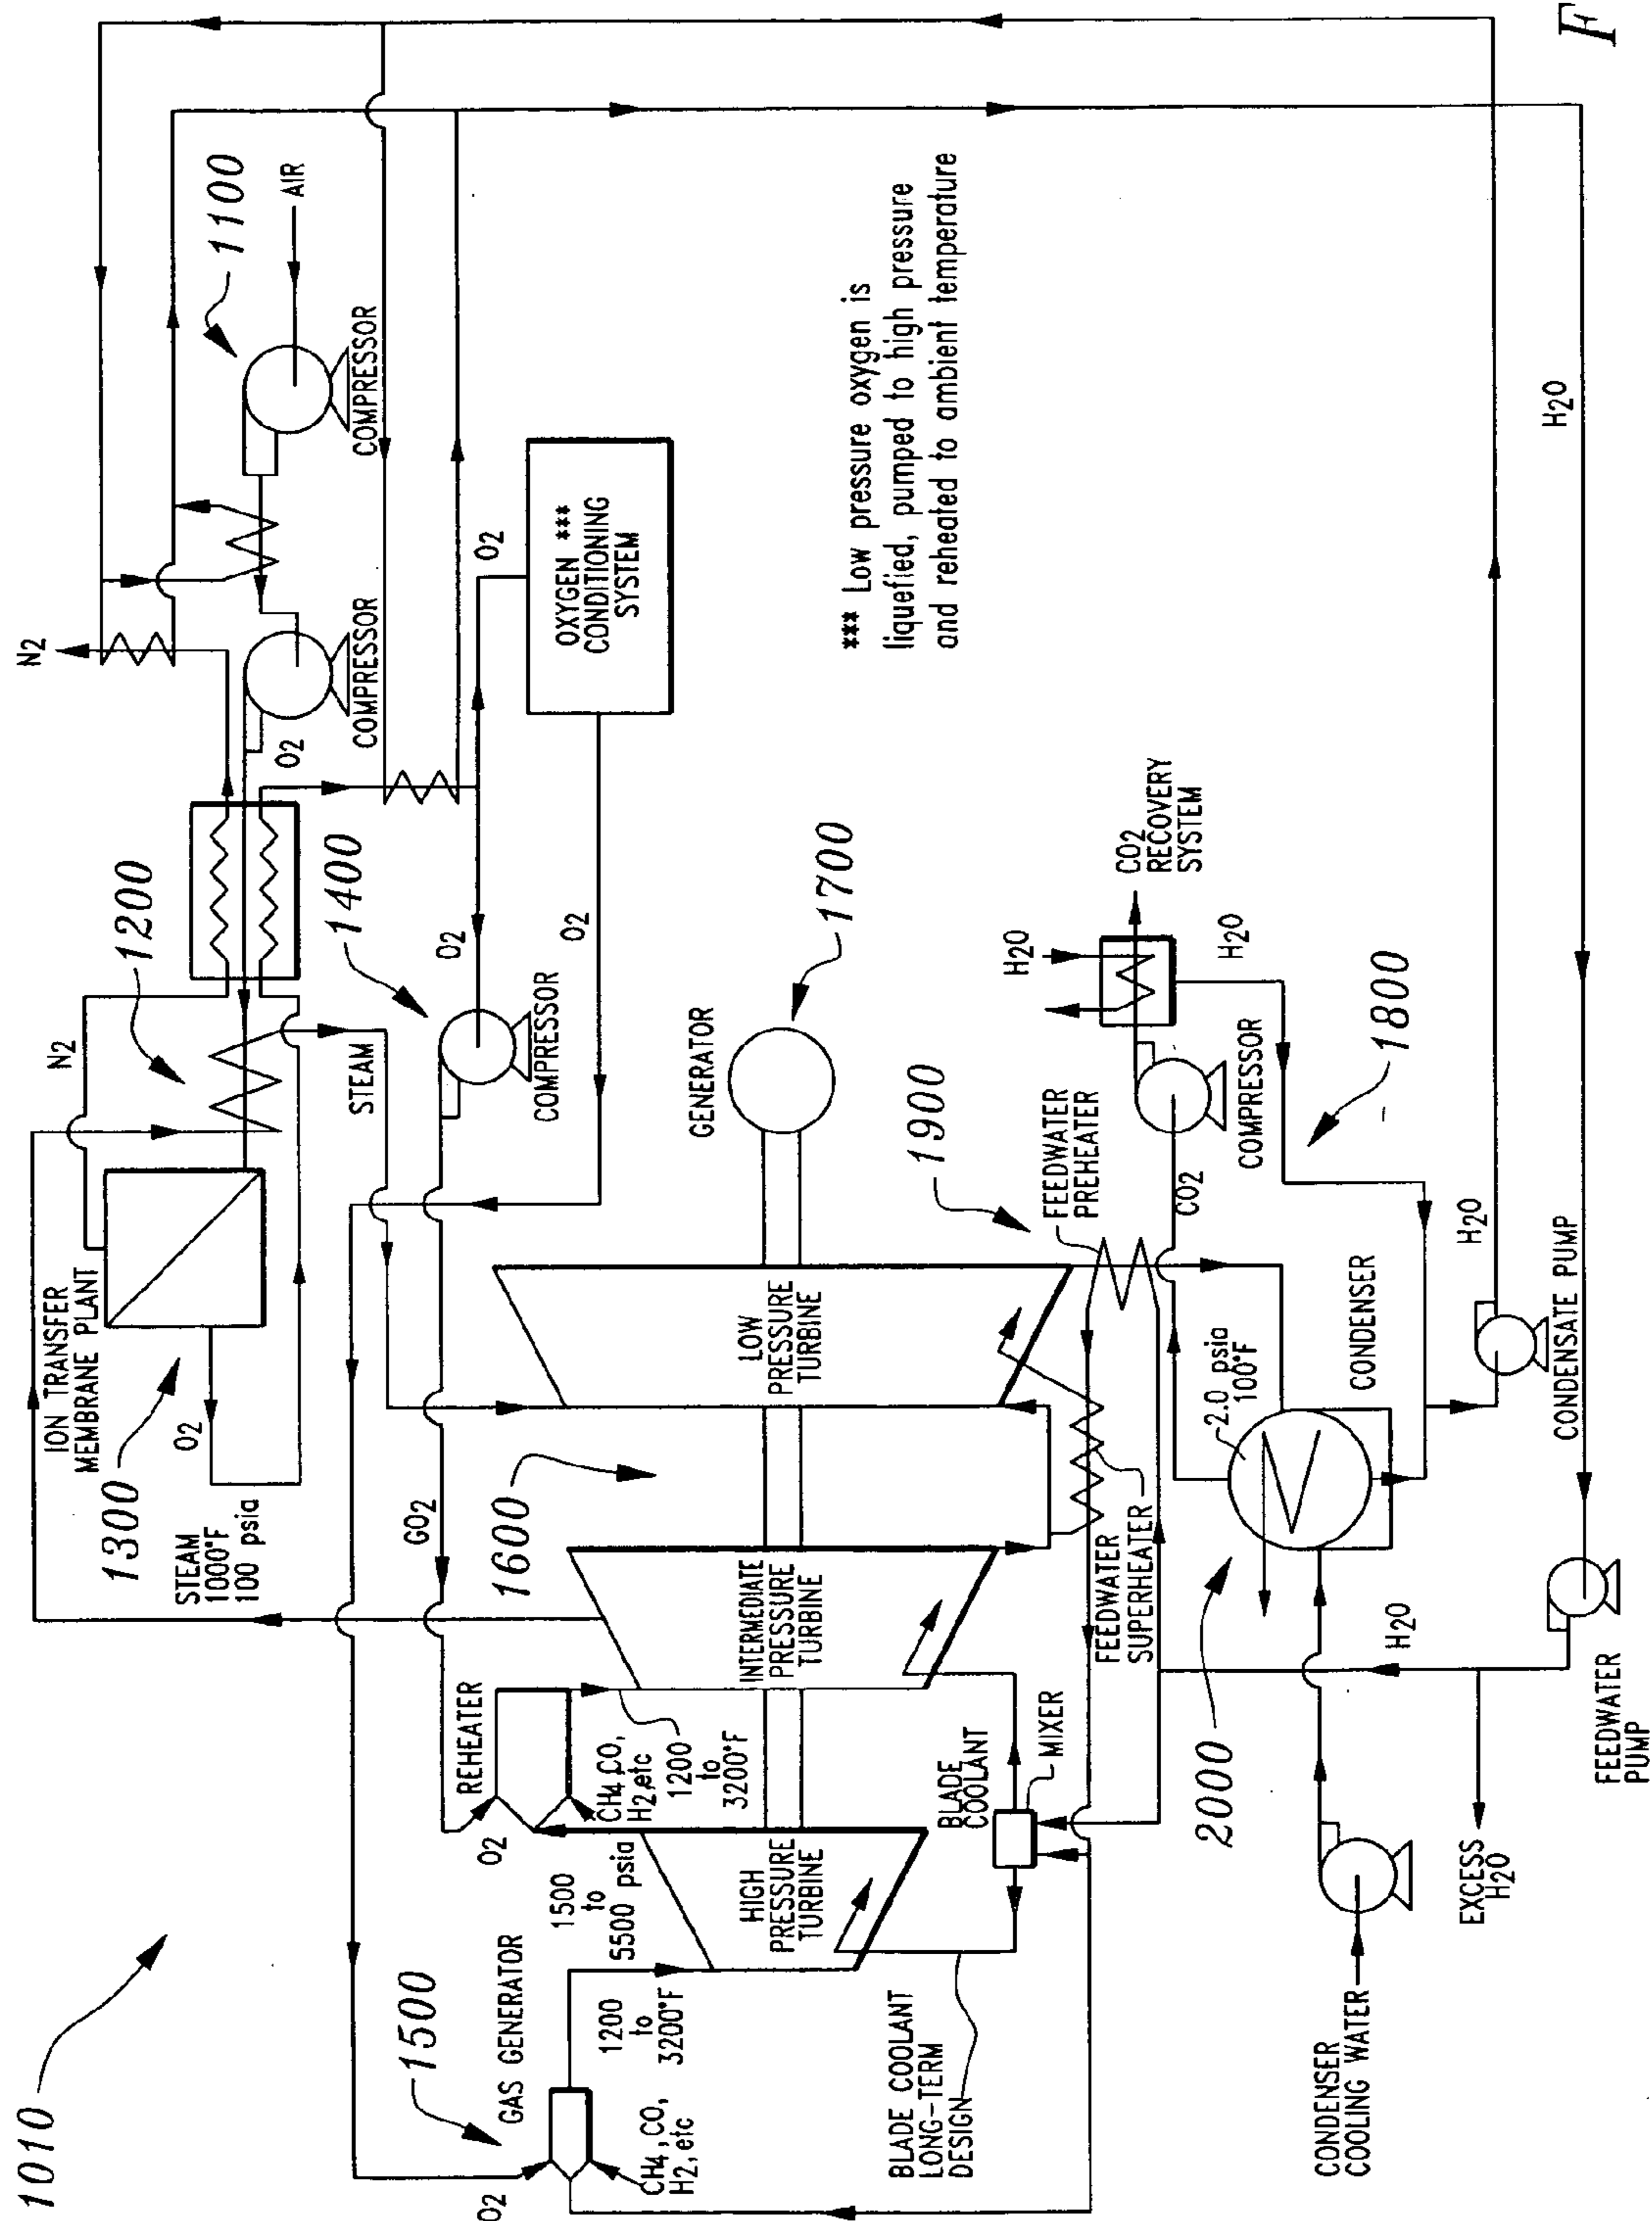 1010
N2
1100
AIR
COMPRESSOR
COMPRESSOR
O2
1200
N2
ION TRANSFER
MEMBRANE PLANT
1300
O2
STEAM
1000°F
100 psia
STEAM
1400
O2
COMPRESSOR
O2
O2
OXYGEN ***
CONDITIONING
SYSTEM
*** Low pressure oxygen is
liquefied, pumped to high pressure
and reheated to ambient temperature
GO2
1500
GAS GENERATOR
O2
CH4, CO,
H2, etc
1200
to
3200°F
1500
to
5500 psia
O2
REHEATER
CH4, CO,
H2, etc
1200
to
3200°F
1600
HIGH
PRESSURE
TURBINE
INTERMEDIATE
PRESSURE
TURBINE
LOW
PRESSURE
TURBINE
GENERATOR
1700
BLADE COOLANT
LONG-TERM
DESIGN
BLADE
COOLANT
MIXER
FEEDWATER
SUPERHEATER
1900
FEEDWATER
PREHEATER
CO2
COMPRESSOR
H2O
CO2
RECOVERY
SYSTEM
H2O
1800
2.0 psia
100°F
CONDENSER
2000
CONDENSER
COOLING WATER
H2O
EXCESS
H2O
FEEDWATER
PUMP
H2O
CONDENSATE PUMP
H2O
F